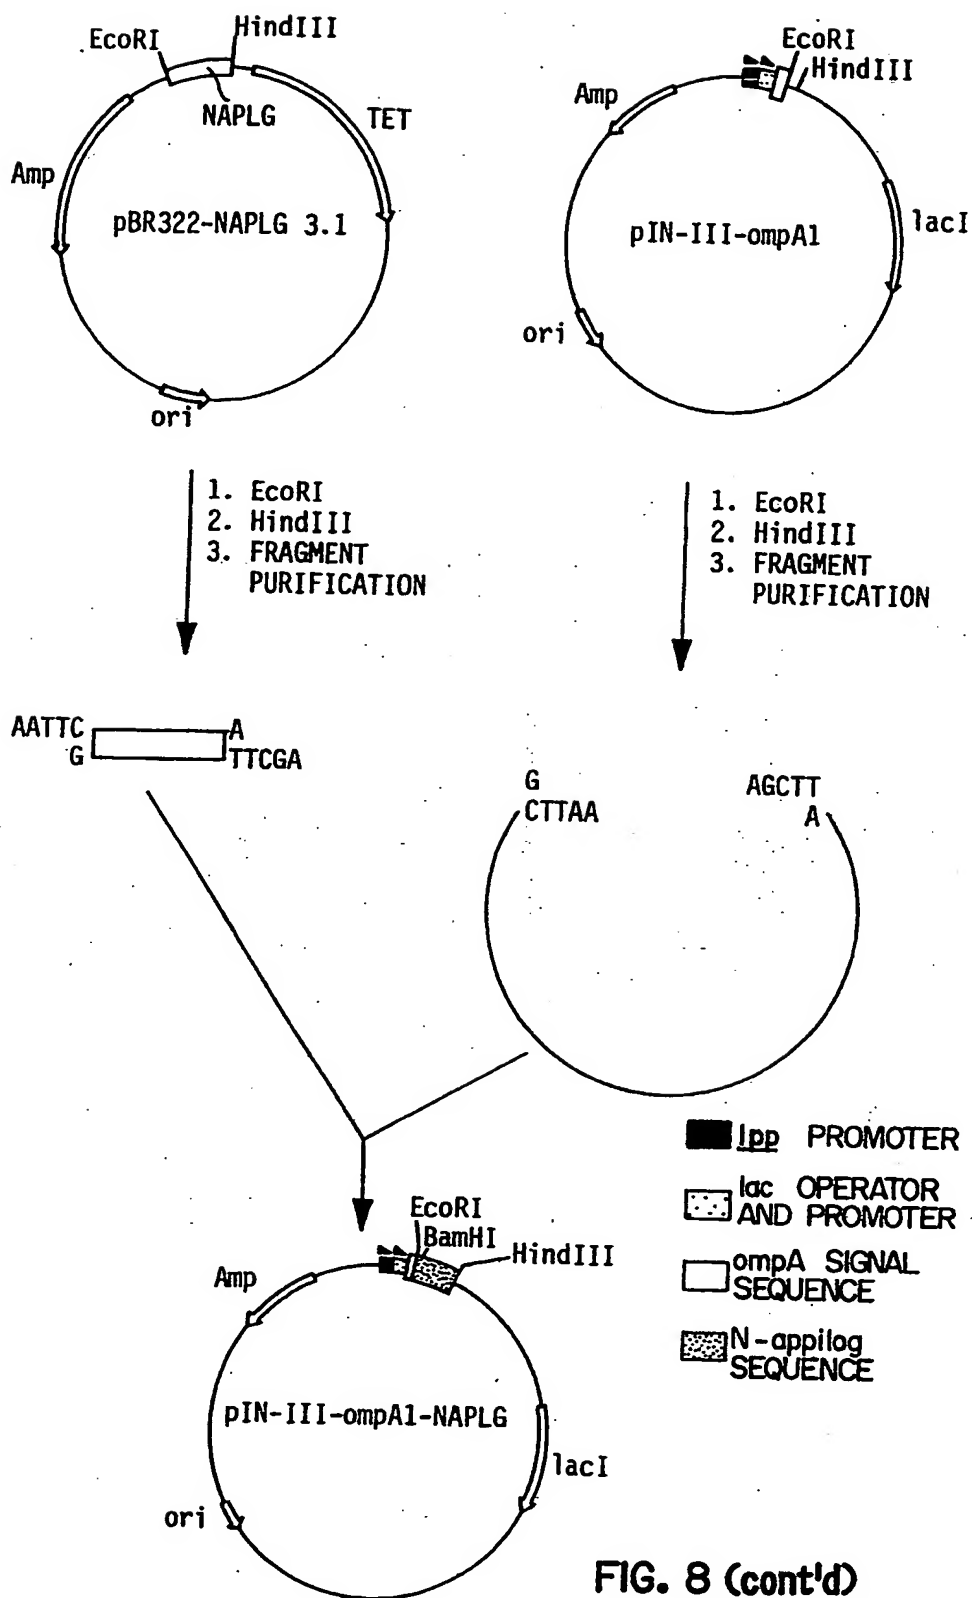 EcoRI
HindIII
NAPLG
TET
Amp
pBR322-NAPLG 3.1
ori
EcoRI
HindIII
Amp
lacI
pIN-III-ompA1
ori
1. EcoRI
2. HindIII
3. FRAGMENT
PURIFICATION
1. EcoRI
2. HindIII
3. FRAGMENT
PURIFICATION
AATTC
G
A
TTCGA
G
CTTAA
AGCTT
A
lpp PROMOTER
lac OPERATOR
AND PROMOTER
ompA SIGNAL
SEQUENCE
N-appilog
SEQUENCE
EcoRI
BamHI
HindIII
Amp
pIN-III-ompA1-NAPLG
lacI
ori
FIG. 8 (cont'd)